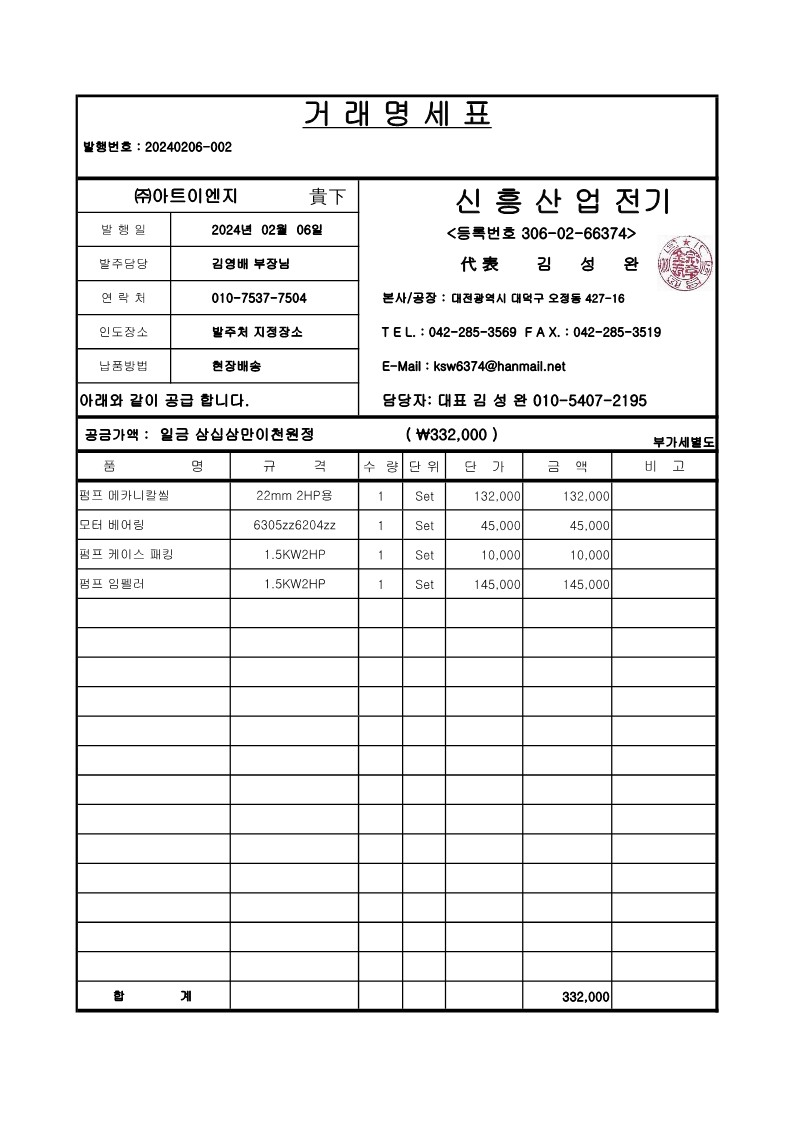 거 래 명 세 표
발행번호 : 20240206-002
㈜아트이엔지 貴下
발 행 일 2024년 02월 06일
발주담당 김영배 부장님
연 락 처 010-7537-7504
인도장소 발주처 지정장소
납품방법 현장배송
아래와 같이 공급 합니다.
신 흥 산 업 전기
<등록번호 306-02-66374>
代表 김 성 완
본사/공장 : 대전광역시 대덕구 오정동 427-16
T E L. : 042-285-3569 F A X. : 042-285-3519
E-Mail : ksw6374@hanmail.net
담당자: 대표 김 성 완 010-5407-2195
공금가액 : 일금 삼십삼만이천원정 ( ₩332,000 ) 부가세별도
품 명 규 격 수 량 단 위 단 가 금 액 비 고
펌프 메카니칼씰 22mm 2HP용 1 Set 132,000 132,000
모터 베어링 6305zz6204zz 1 Set 45,000 45,000
펌프 케이스 패킹 1.5KW2HP 1 Set 10,000 10,000
펌프 임펠러 1.5KW2HP 1 Set 145,000 145,000
합 계 332,000